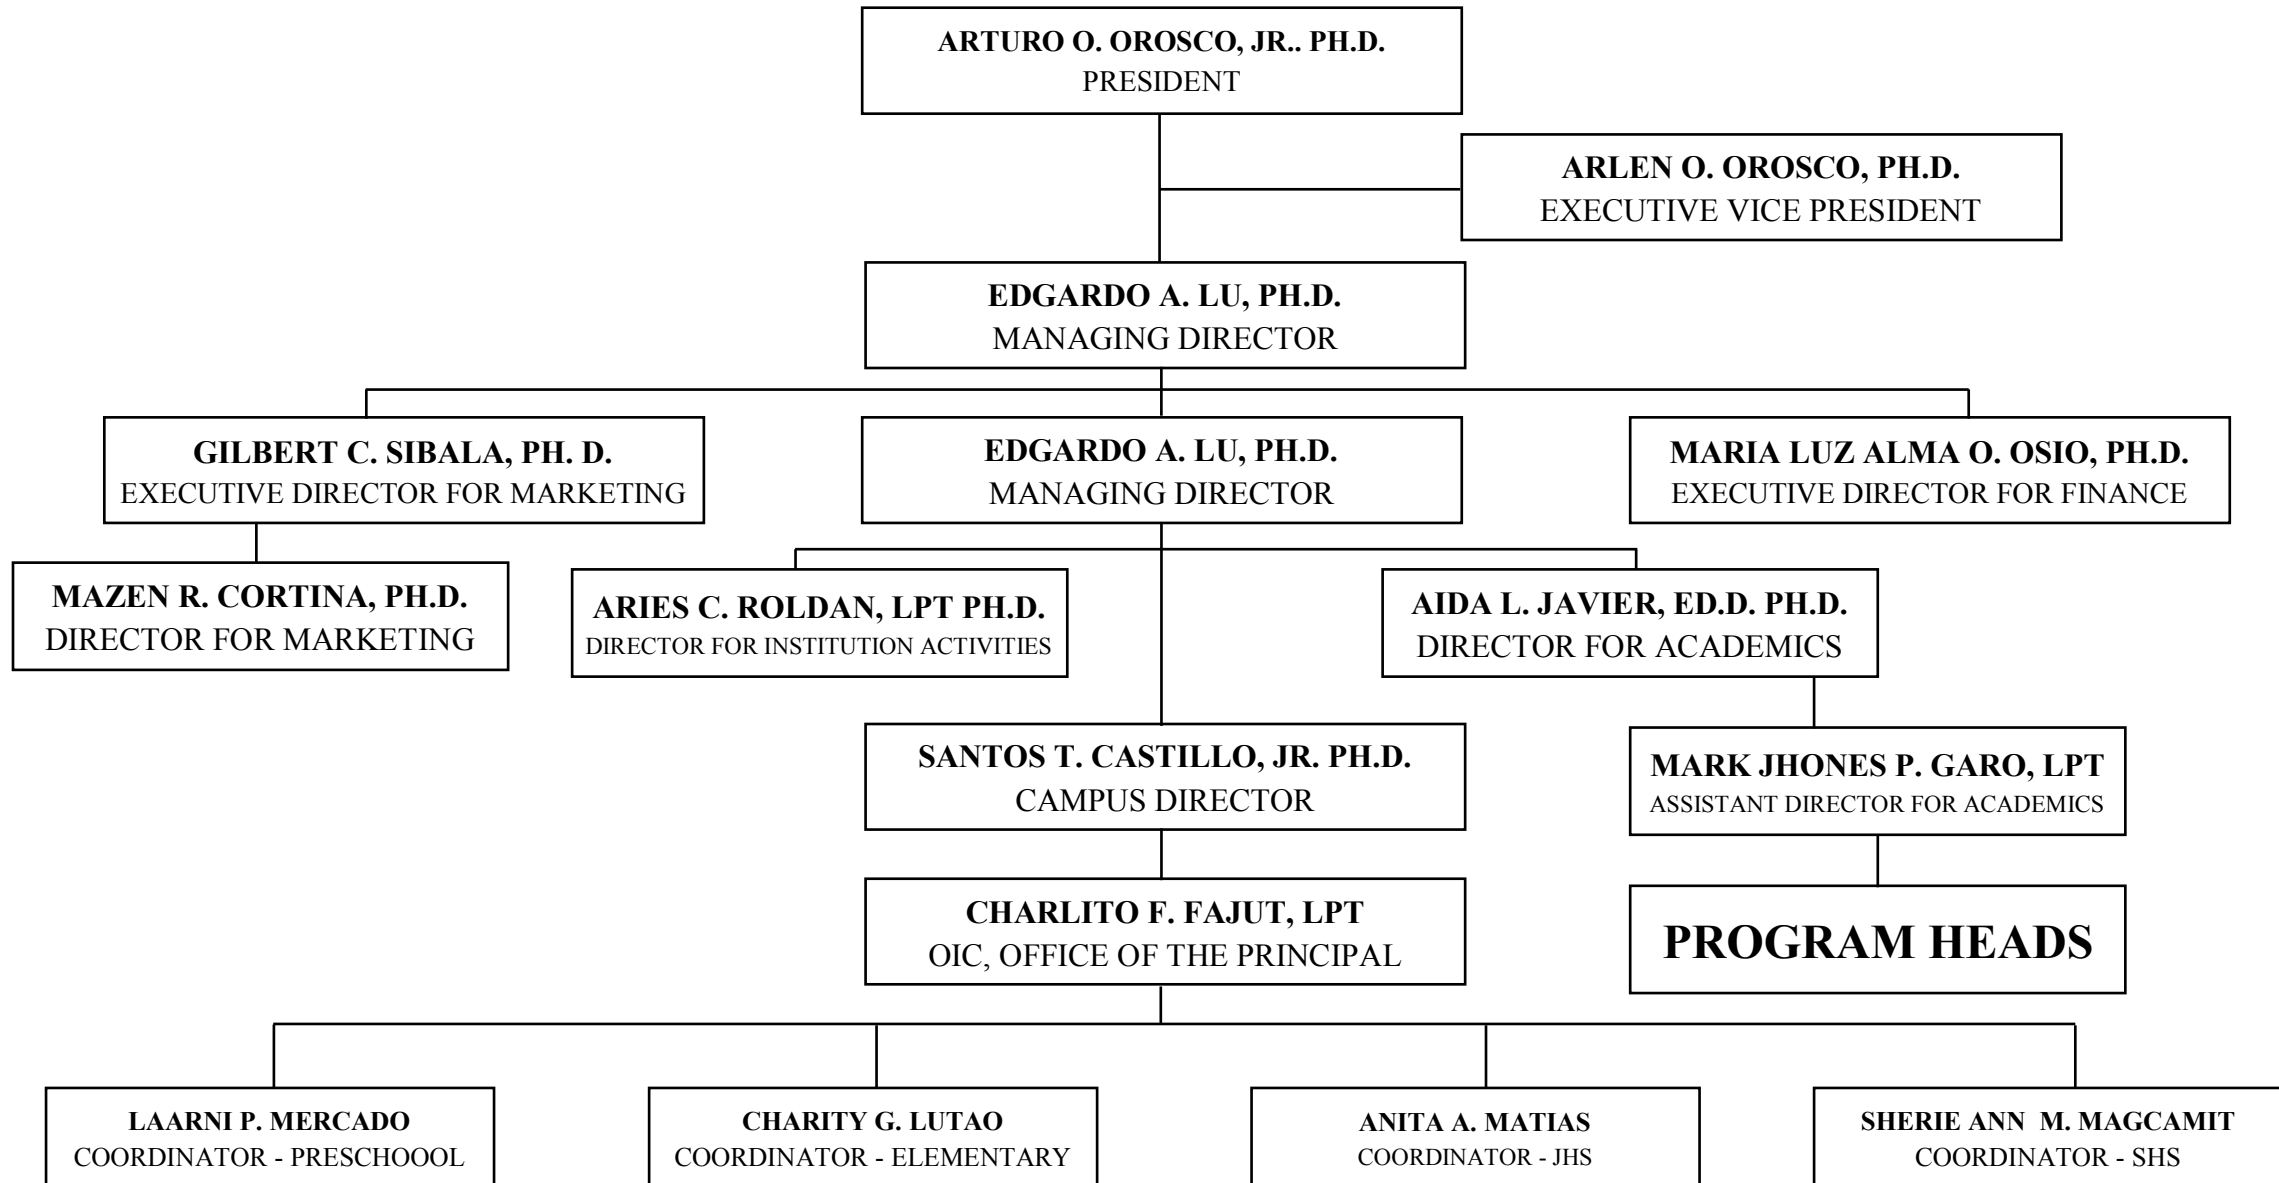 ARTURO O. OROSCO, JR.. PH.D.
PRESIDENT
ARLEN O. OROSCO, PH.D.
EXECUTIVE VICE PRESIDENT
EDGARDO A. LU, PH.D.
MANAGING DIRECTOR
GILBERT C. SIBALA, PH. D.
EXECUTIVE DIRECTOR FOR MARKETING
EDGARDO A. LU, PH.D.
MANAGING DIRECTOR
MARIA LUZ ALMA O. OSIO, PH.D.
EXECUTIVE DIRECTOR FOR FINANCE
MAZEN R. CORTINA, PH.D.
DIRECTOR FOR MARKETING
ARIES C. ROLDAN, LPT PH.D.
DIRECTOR FOR INSTITUTION ACTIVITIES
AIDA L. JAVIER, ED.D. PH.D.
DIRECTOR FOR ACADEMICS
SANTOS T. CASTILLO, JR. PH.D.
CAMPUS DIRECTOR
MARK JHONES P. GARO, LPT
ASSISTANT DIRECTOR FOR ACADEMICS
CHARLITO F. FAJUT, LPT
OIC, OFFICE OF THE PRINCIPAL
PROGRAM HEADS
LAARNI P. MERCADO
COORDINATOR - PRESCHOOOL
CHARITY G. LUTAO
COORDINATOR - ELEMENTARY
ANITA A. MATIAS
COORDINATOR - JHS
SHERIE ANN  M. MAGCAMIT
COORDINATOR - SHS